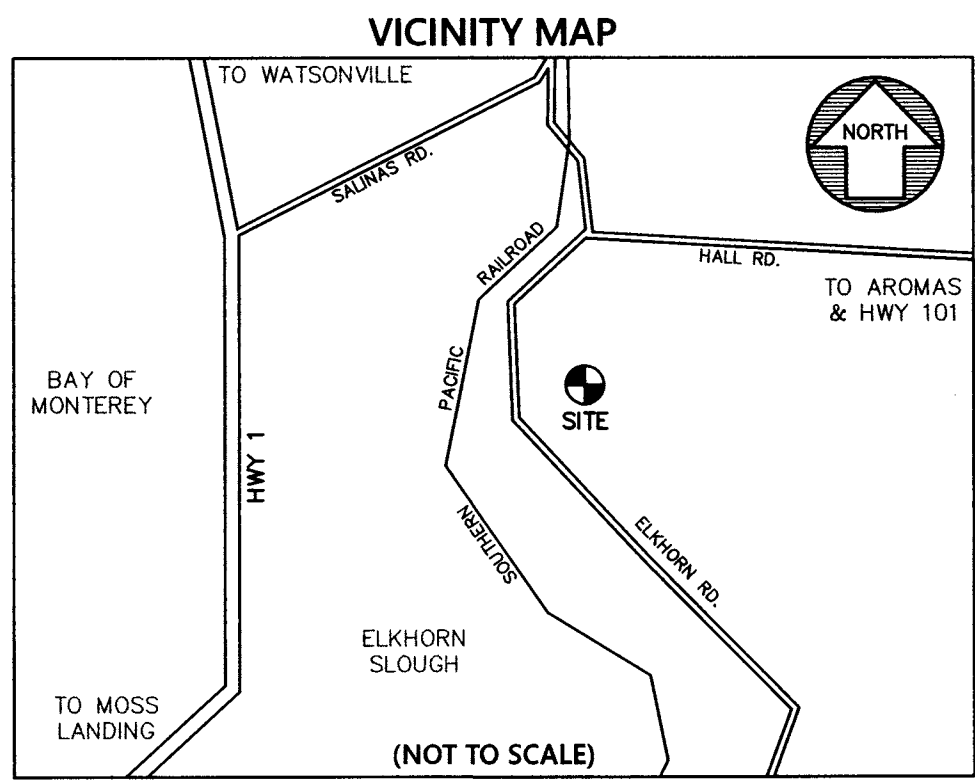 VICINITY MAP
TO WATSONVILLE
NORTH
SALINAS RD.
RAILROAD
HALL RD.
TO AROMAS
& HWY 101
PACIFIC
BAY OF
MONTEREY
SITE
HWY 1
SOUTHERN
ELKHORN RD.
ELKHORN
SLOUGH
TO MOSS
LANDING
(NOT TO SCALE)